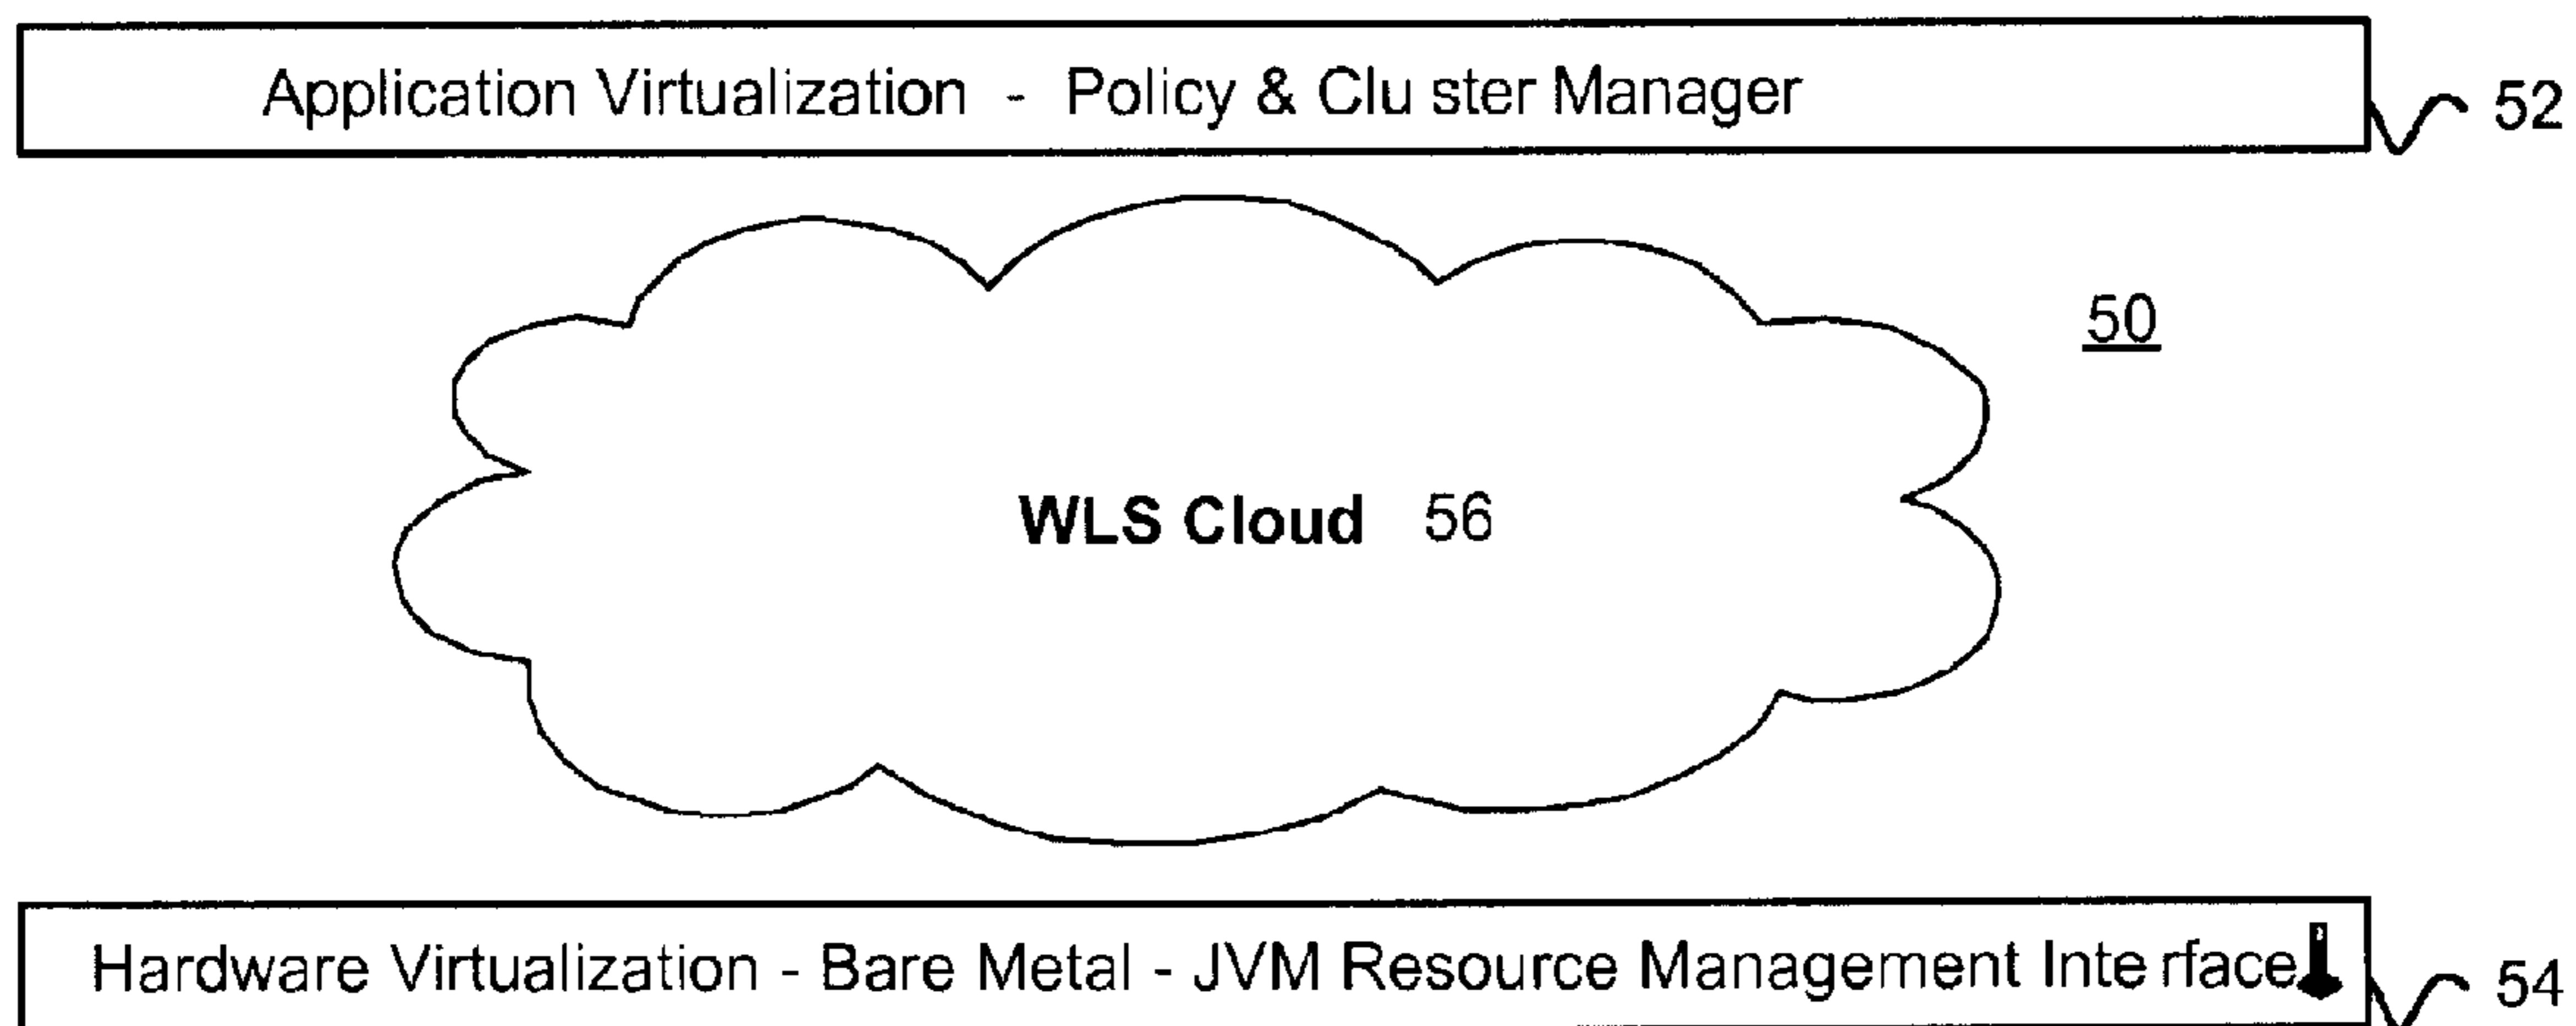 Application Virtualization - Policy & Clu ster Manager
52
50
WLS Cloud 56
Hardware Virtualization - Bare Metal - JVM Resource Management Inte rface
54